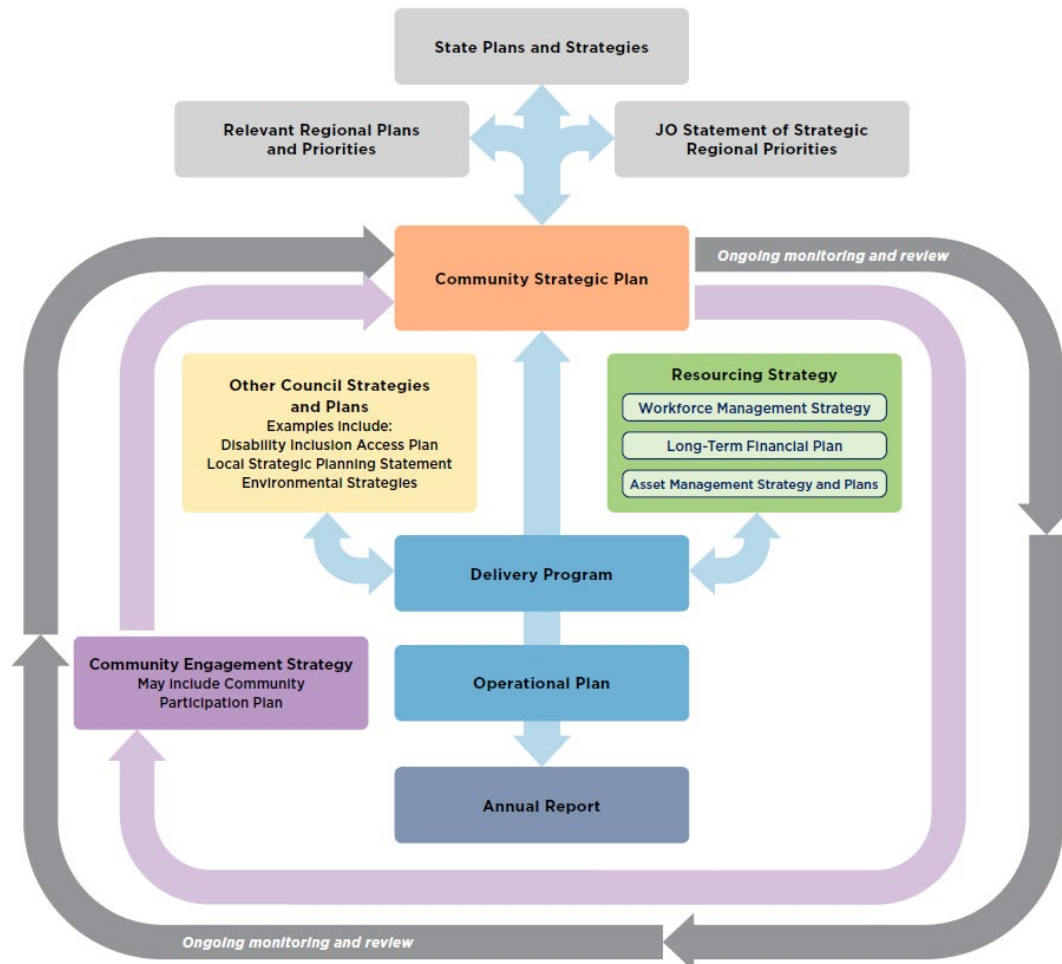 State Plans and Strategies
Relevant Regional Plans
and Priorities
JO Statement of Strategic
Regional Priorities
Community Strategic Plan
Ongoing monitoring and review
Other Council Strategies
and Plans
Examples include:
Disability Inclusion Access Plan
Local Strategic Planning Statement
Environmental Strategies
Resourcing Strategy
Workforce Management Strategy
Long-Term Financial Plan
Asset Management Strategy and Plans
Delivery Program
Community Engagement Strategy
May include Community
Participation Plan
Operational Plan
Annual Report
Ongoing monitoring and review